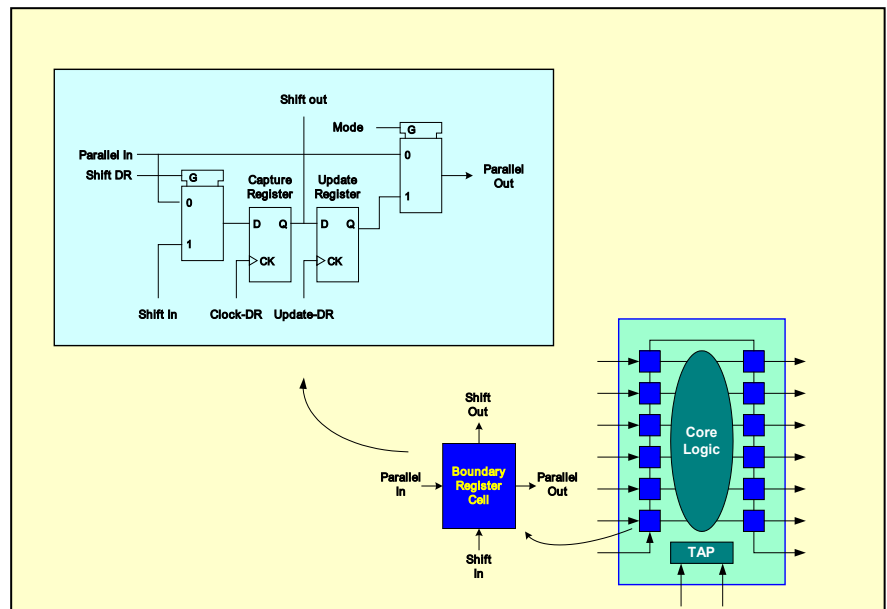 Shift out
Mode
G
Parallel In
0
Parallel
Out
Shift DR
G
Capture
Register
Update
Register
0
1
D Q
D Q
1
CK
CK
Shift In
Clock-DR
Update-DR
Shift
Out
Core
Logic
Parallel
In
Boundary
Register
Cell
Parallel
Out
Shift
In
TAP